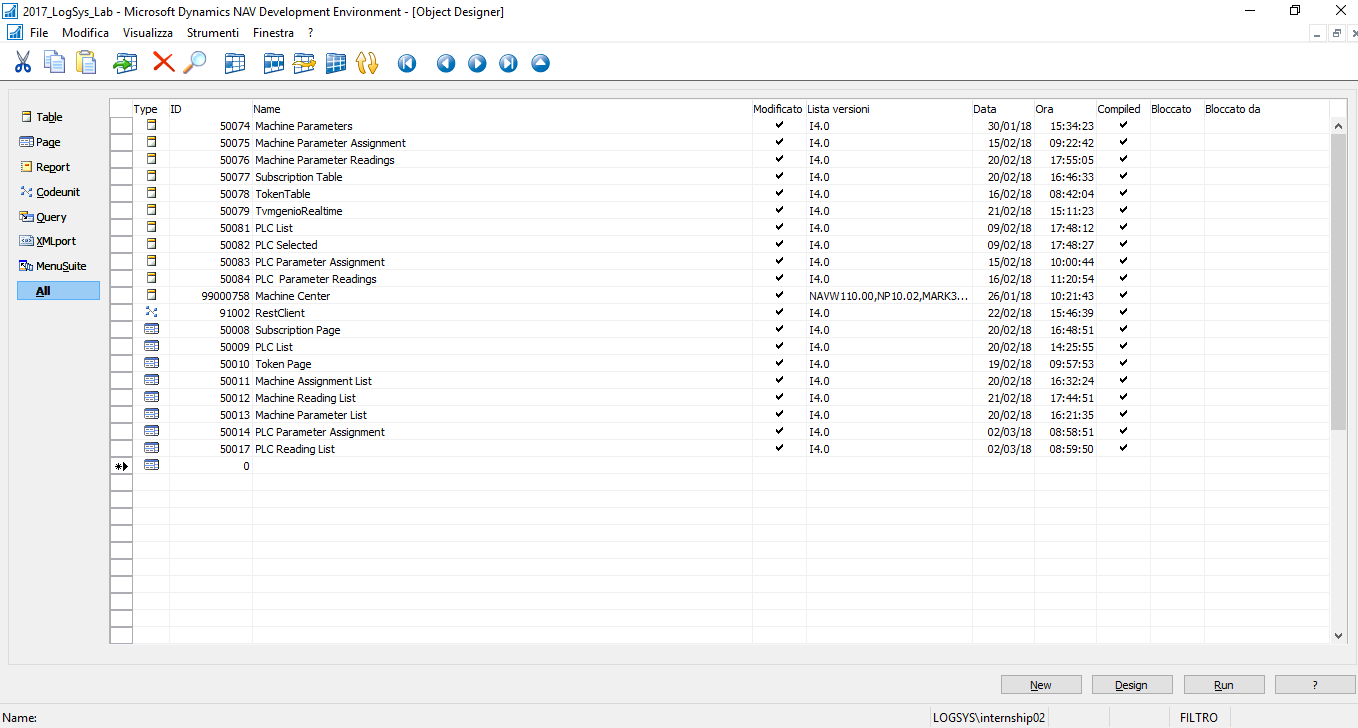 2017_LogSys_Lab - Microsoft Dynamics NAV Development Environment - [Object Designer]
File Modifica Visualizza Strumenti Finestra ?
Type ID Name Modificato Lista versioni Data Ora Compiled Bloccato Bloccato da
Table
Page
Report
Codeunit
Query
XMLport
MenuSuite
All
50074 Machine Parameters ✔ I4.0 30/01/18 15:34:23 ✔
50075 Machine Parameter Assignment ✔ I4.0 15/02/18 09:22:42 ✔
50076 Machine Parameter Readings ✔ I4.0 20/02/18 17:55:05 ✔
50077 Subscription Table ✔ I4.0 20/02/18 16:46:33 ✔
50078 TokenTable ✔ I4.0 16/02/18 08:42:04 ✔
50079 TvmgenioRealtime ✔ I4.0 21/02/18 15:11:23 ✔
50081 PLC List ✔ I4.0 09/02/18 17:48:12 ✔
50082 PLC Selected ✔ I4.0 09/02/18 17:48:27 ✔
50083 PLC Parameter Assignment ✔ I4.0 15/02/18 10:00:44 ✔
50084 PLC  Parameter Readings ✔ I4.0 16/02/18 11:20:54 ✔
99000758 Machine Center ✔ NAVW110.00,NP10.02,MARK3... 26/01/18 10:21:43 ✔
91002 RestClient ✔ I4.0 22/02/18 15:46:39 ✔
50008 Subscription Page ✔ I4.0 20/02/18 16:48:51 ✔
50009 PLC List ✔ I4.0 20/02/18 14:25:55 ✔
50010 Token Page ✔ I4.0 19/02/18 09:57:53 ✔
50011 Machine Assignment List ✔ I4.0 20/02/18 16:32:24 ✔
50012 Machine Reading List ✔ I4.0 21/02/18 17:44:51 ✔
50013 Machine Parameter List ✔ I4.0 20/02/18 16:21:35 ✔
50014 PLC Parameter Assignment ✔ I4.0 02/03/18 08:58:51 ✔
50017 PLC Reading List ✔ I4.0 02/03/18 08:59:50 ✔
0
New Design Run ?
Name: LOGSYS\internship02 FILTRO